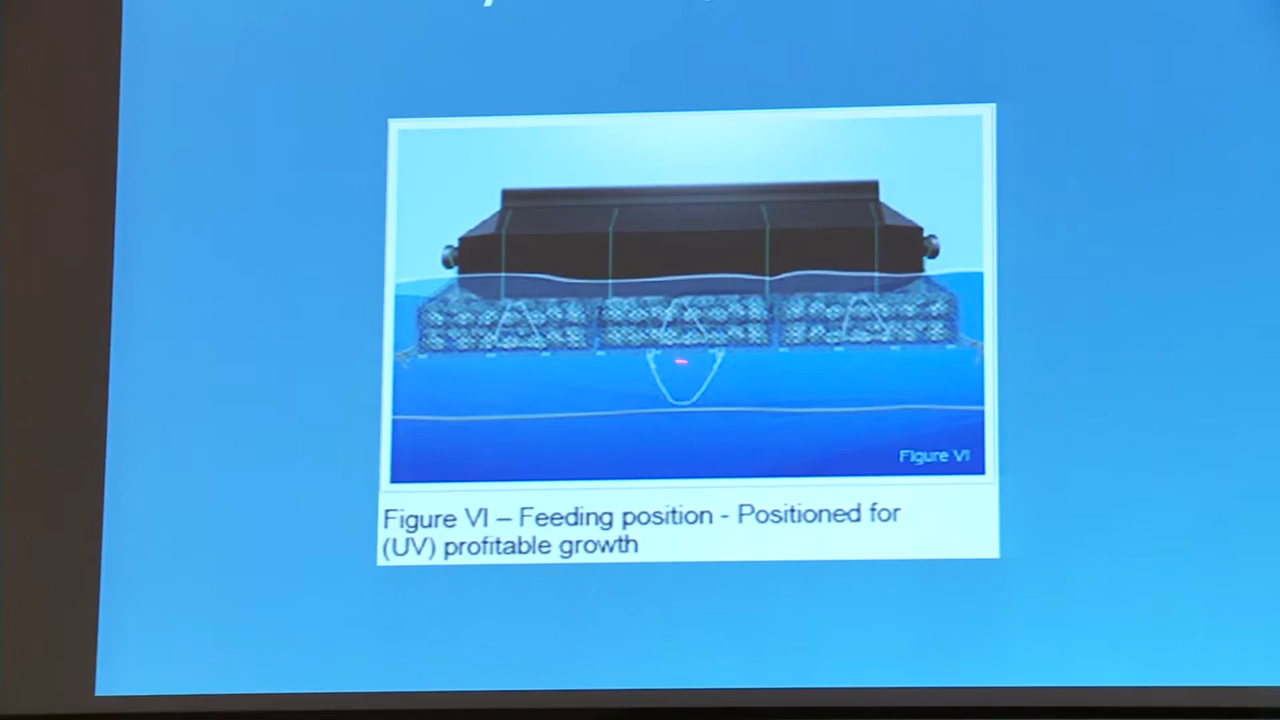 Figure VI
Figure VI – Feeding position - Positioned for
(UV) profitable growth